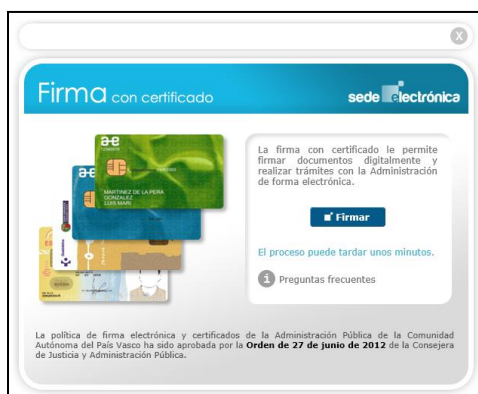 X
Firma con certificado
sede electrónica
La firma con certificado le permite
firmar documentos digitalmente y
realizar trámites con la Administración
de forma electrónica.
Firmar
El proceso puede tardar unos minutos.
i Preguntas frecuentes
MARTINEZ DE LA PERA
GONZALEZ
LUIS MARI
La política de firma electrónica y certificados de la Administración Pública de la Comunidad
Autónoma del País Vasco ha sido aprobada por la Orden de 27 de junio de 2012 de la Consejera
de Justicia y Administración Pública.